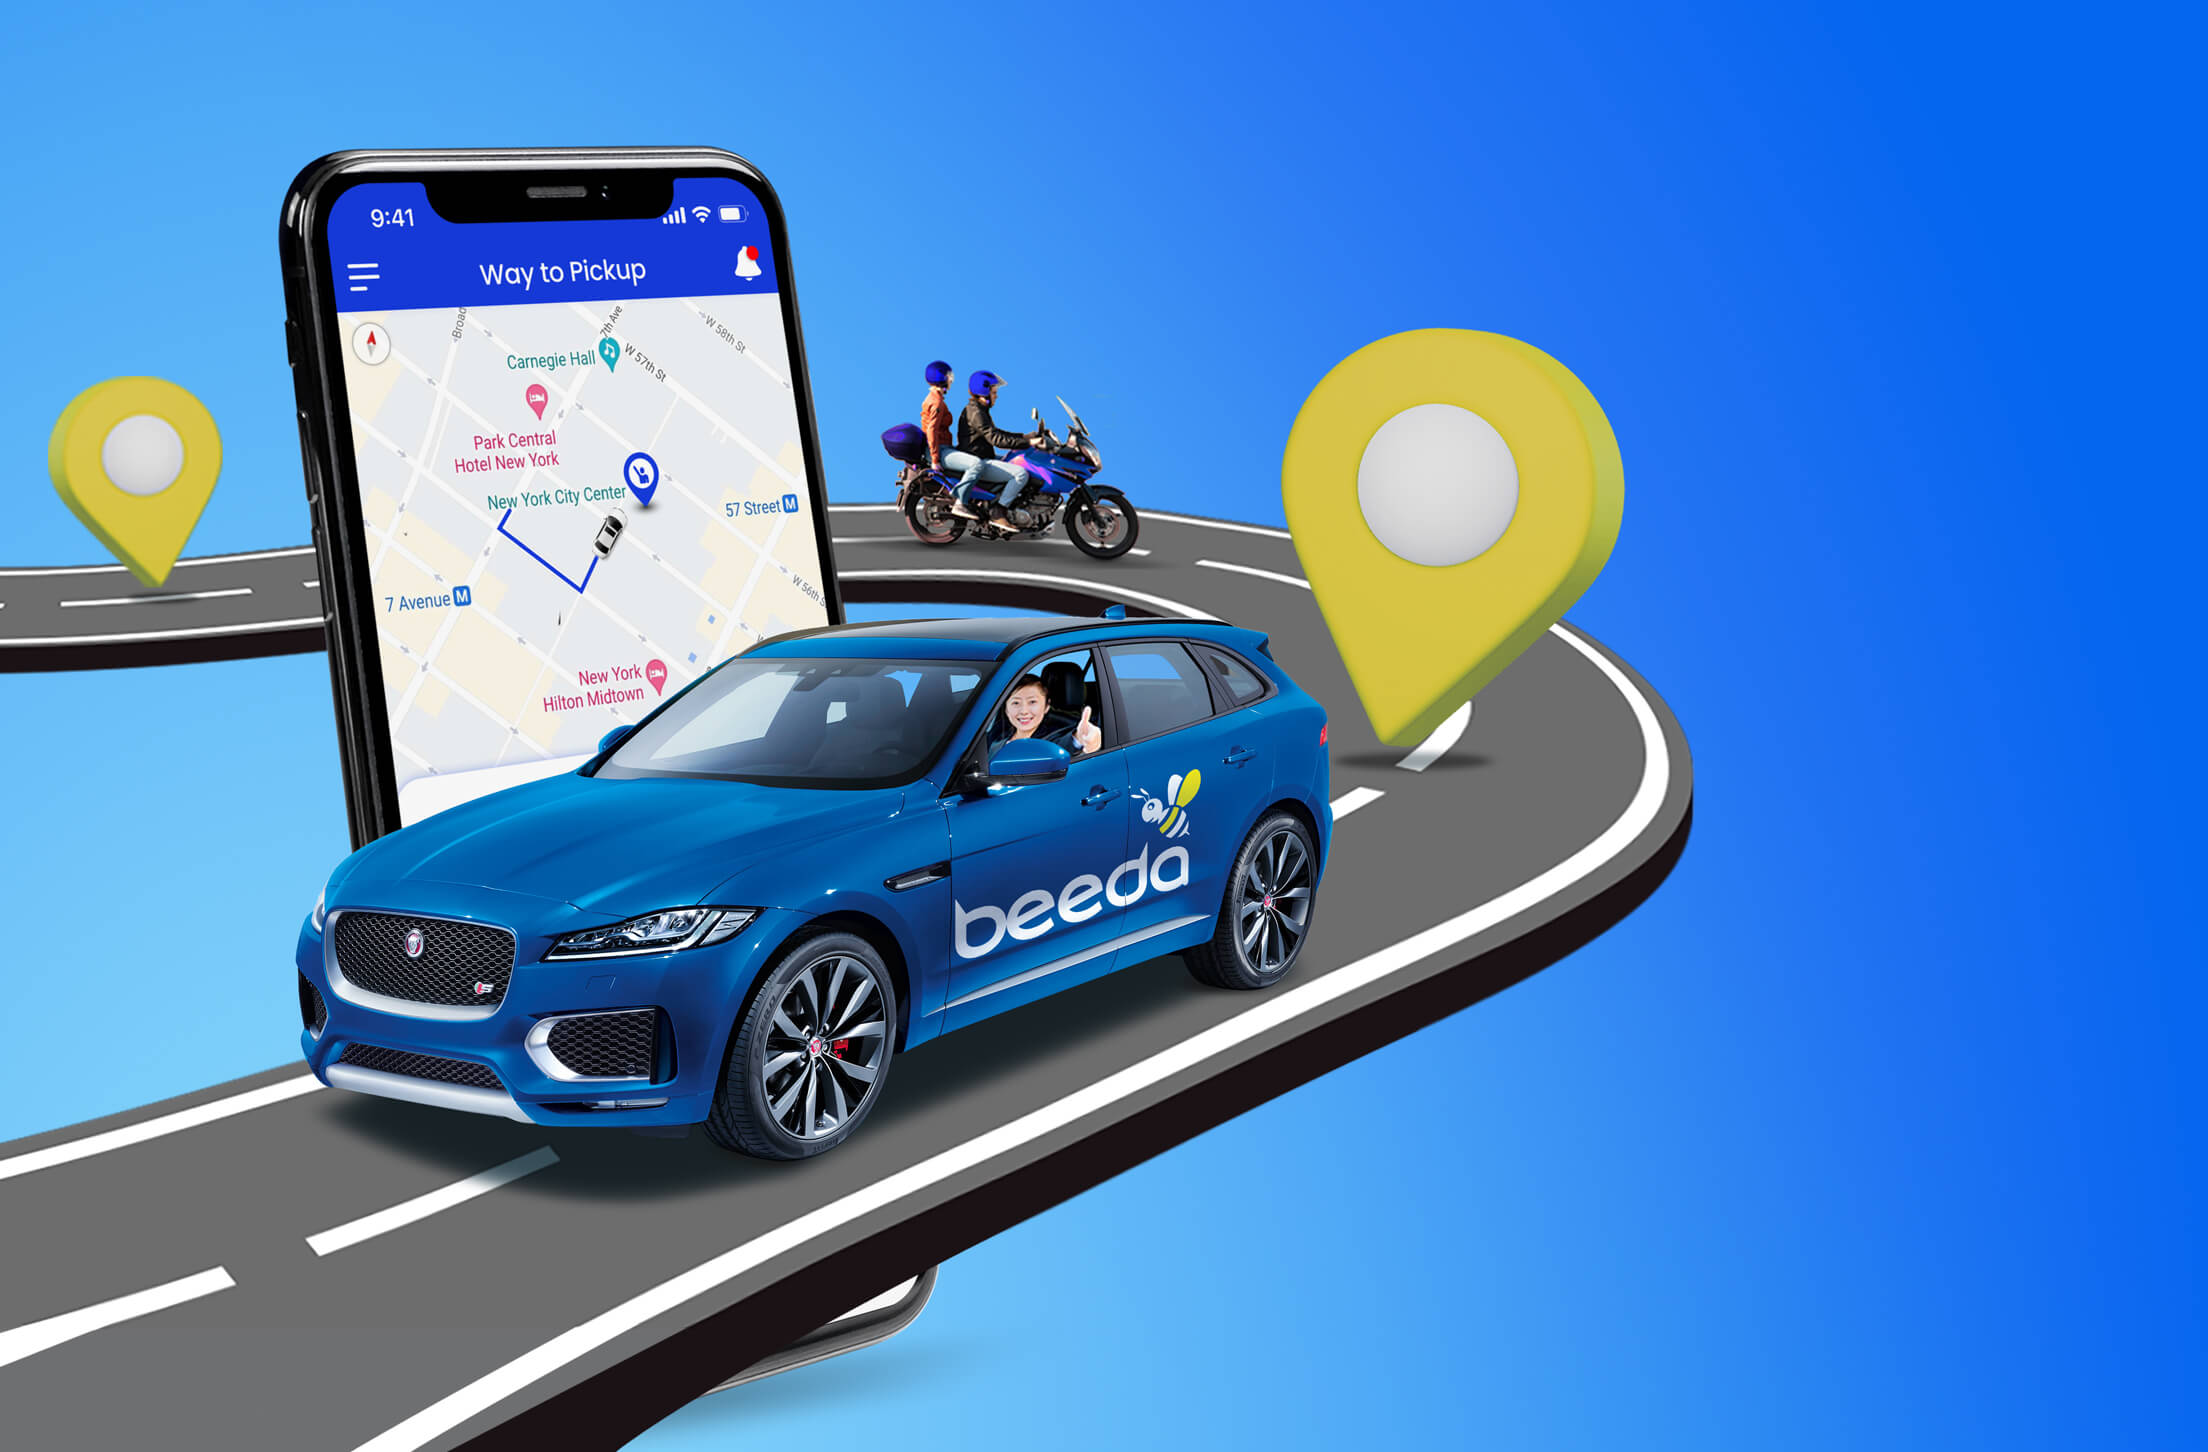 9:41
Way to Pickup
Broad
7th Ave
W 58th St
Carnegie Hall
W 57th St
Park Central
Hotel New York
New York City Center
57 Street M
7 Avenue M
W 56th S
New York
Hilton Midtown
beeda